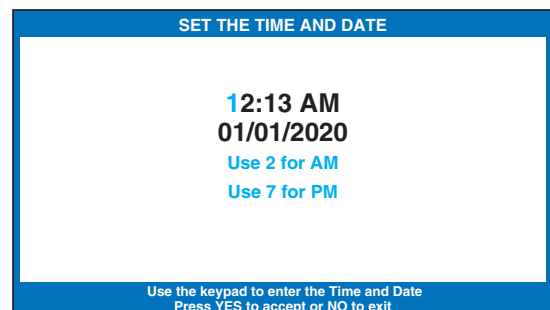 SET THE TIME AND DATE
12:13 AM
01/01/2020
Use 2 for AM
Use 7 for PM
Use the keypad to enter the Time and Date
Press YES to accept or NO to exit